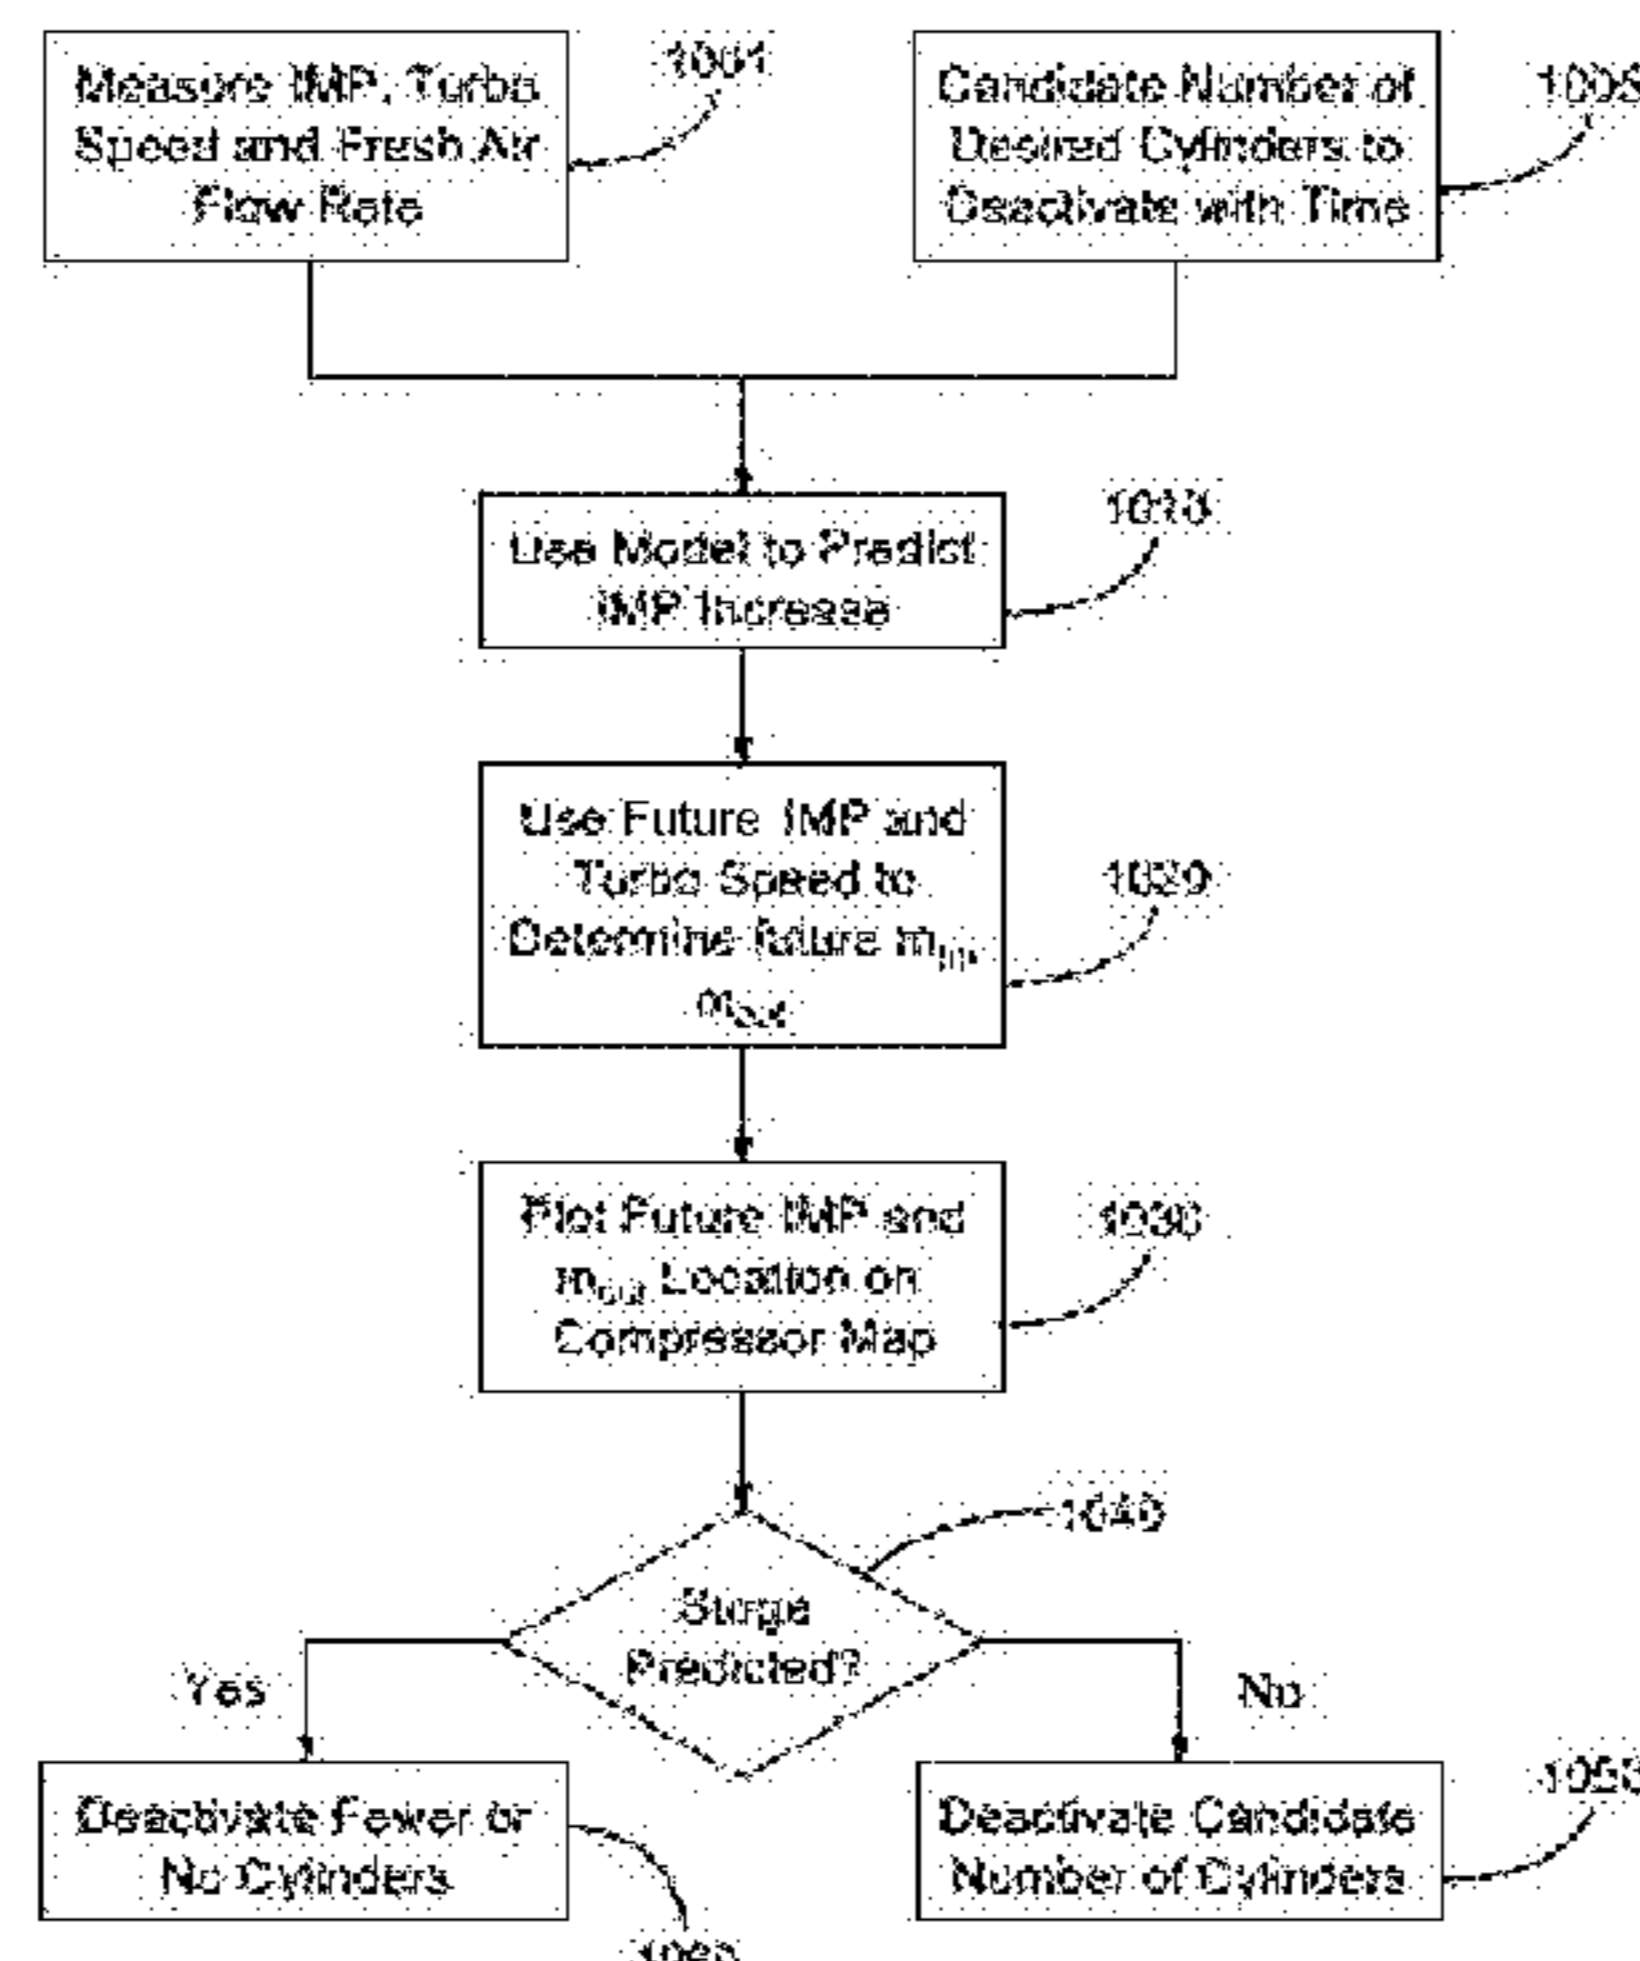 Measure IMP, Turbo
Speed and Fresh Air
Flow Rate
1001
Candidate Number of
Desired Cylinders to
Deactivate with Time
Use Model to Predict
IMP Increase
1010
Use Future IMP and
Turbo Speed to
Determine future m_in,
m_out
1020
Plot Future IMP and
m_out Location on
Compressor Map
1030
1040
Surge
Predicted?
Yes
No
Deactivate Fewer or
No Cylinders
Deactivate Candidate
Number of Cylinders